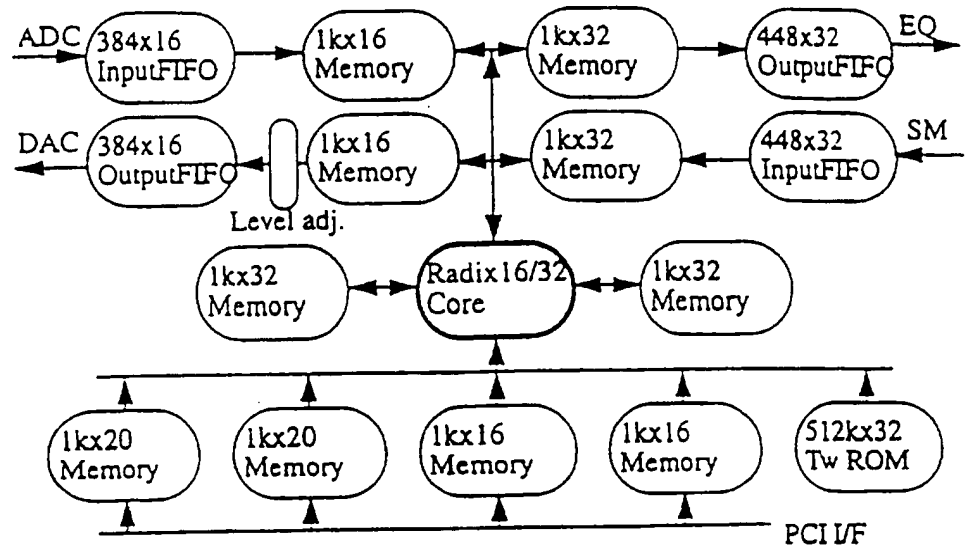 ADC
384x16
InputFIFO
1kx16
Memory
1kx32
Memory
448x32
OutputFIFO
EQ
DAC
384x16
OutputFIFO
1kx16
Memory
1kx32
Memory
448x32
InputFIFO
SM
Level adj.
1kx32
Memory
Radix16/32
Core
1kx32
Memory
1kx20
Memory
1kx20
Memory
1kx16
Memory
1kx16
Memory
512kx32
Tw ROM
PCI I/F